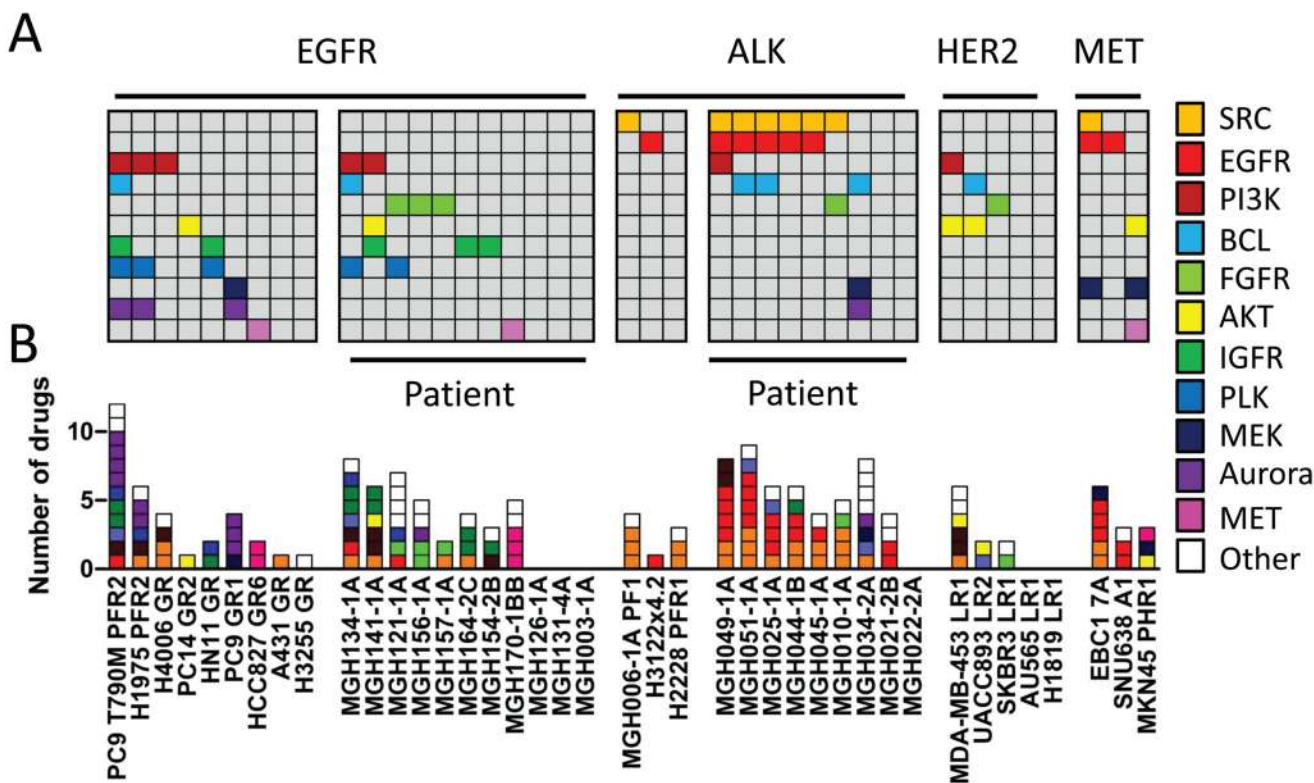 A
EGFR
ALK
HER2
MET
SRC
EGFR
PI3K
BCL
FGFR
AKT
IGFR
PLK
MEK
Aurora
MET
Other
B
Patient
Patient
Number of drugs
10
5
0
PC9 T790M PFR2
H1975 PFR2
H4006 GR
PC14 GR2
HN11 GR
PC9 GR1
HCC827 GR6
A431 GR
H3255 GR
MGH134-1A
MGH141-1A
MGH121-1A
MGH156-1A
MGH157-1A
MGH164-2C
MGH154-2B
MGH170-1BB
MGH126-1A
MGH131-4A
MGH003-1A
MGH006-1A PF1
H3122x4.2
H2228 PFR1
MGH049-1A
MGH051-1A
MGH025-1A
MGH044-1B
MGH045-1A
MGH010-1A
MGH034-2A
MGH021-2B
MGH022-2A
MDA-MB-453 LR1
UACC893 LR2
SKBR3 LR1
AU565 LR1
H1819 LR1
EBC1 7A
SNU638 A1
MKN45 PHR1